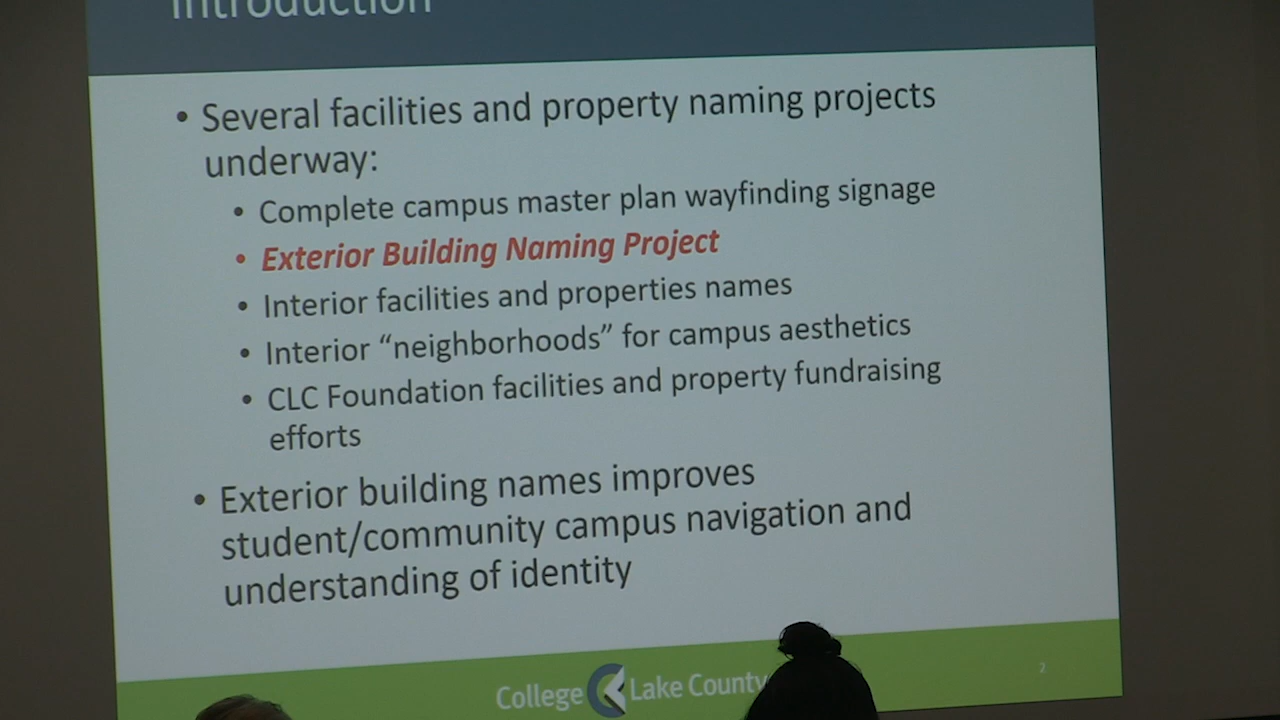 Introduction
• Several facilities and property naming projects
underway:
• Complete campus master plan wayfinding signage
• Exterior Building Naming Project
• Interior facilities and properties names
• Interior “neighborhoods” for campus aesthetics
• CLC Foundation facilities and property fundraising
efforts
• Exterior building names improves
student/community campus navigation and
understanding of identity
College Lake County
2